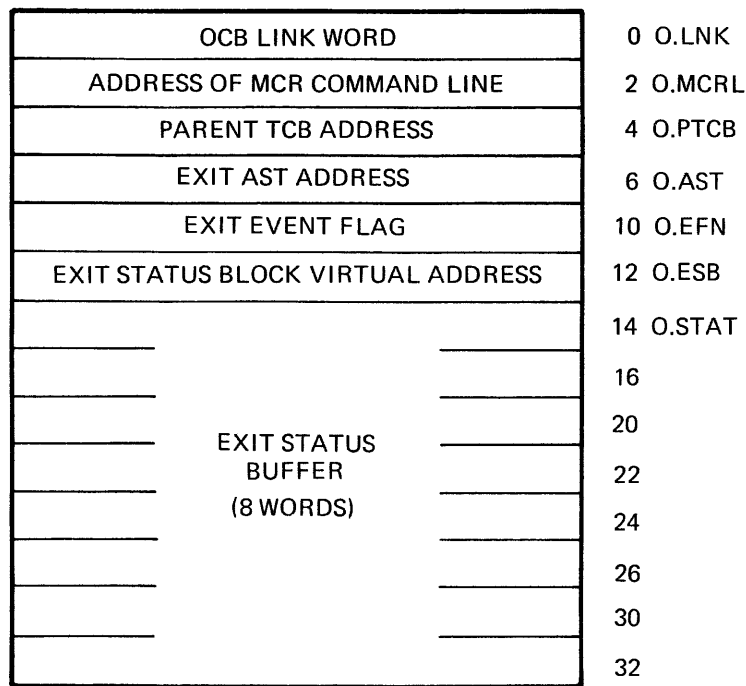 OCB LINK WORD 0 O.LNK
ADDRESS OF MCR COMMAND LINE 2 O.MCRL
PARENT TCB ADDRESS 4 O.PTCB
EXIT AST ADDRESS 6 O.AST
EXIT EVENT FLAG 10 O.EFN
EXIT STATUS BLOCK VIRTUAL ADDRESS 12 O.ESB
14 O.STAT
16
20
EXIT STATUS
BUFFER 22
(8 WORDS) 24
26
30
32